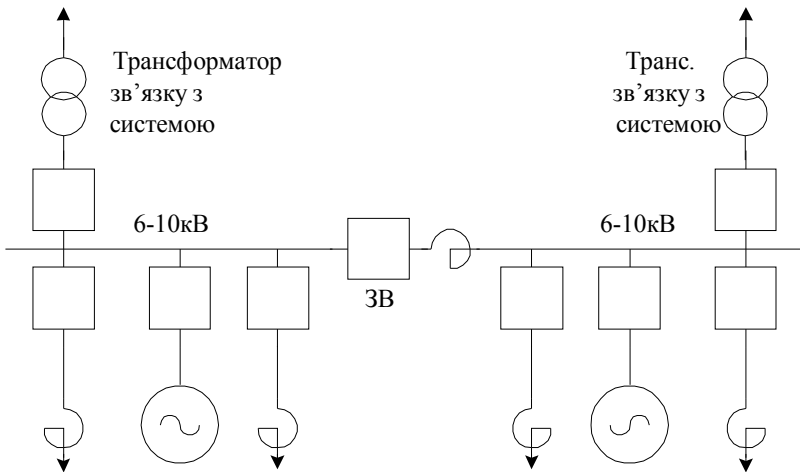 Трансформатор
зв’язку з
системою
Транс.
зв’язку з
системою
6-10кВ
6-10кВ
ЗВ